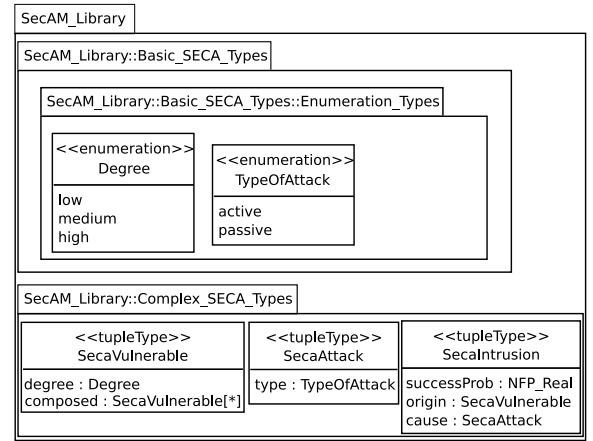 SecAM_Library
SecAM_Library::Basic_SECA_Types
SecAM_Library::Basic_SECA_Types::Enumeration_Types
<<enumeration>>
Degree
low
medium
high
<<enumeration>>
TypeOfAttack
active
passive
SecAM_Library::Complex_SECA_Types
<<tupleType>>
SecaVulnerable
degree : Degree
composed : SecaVulnerable[*]
<<tupleType>>
SecaAttack
type : TypeOfAttack
<<tupleType>>
SecaIntrusion
successProb : NFP_Real
origin : SecaVulnerable
cause : SecaAttack